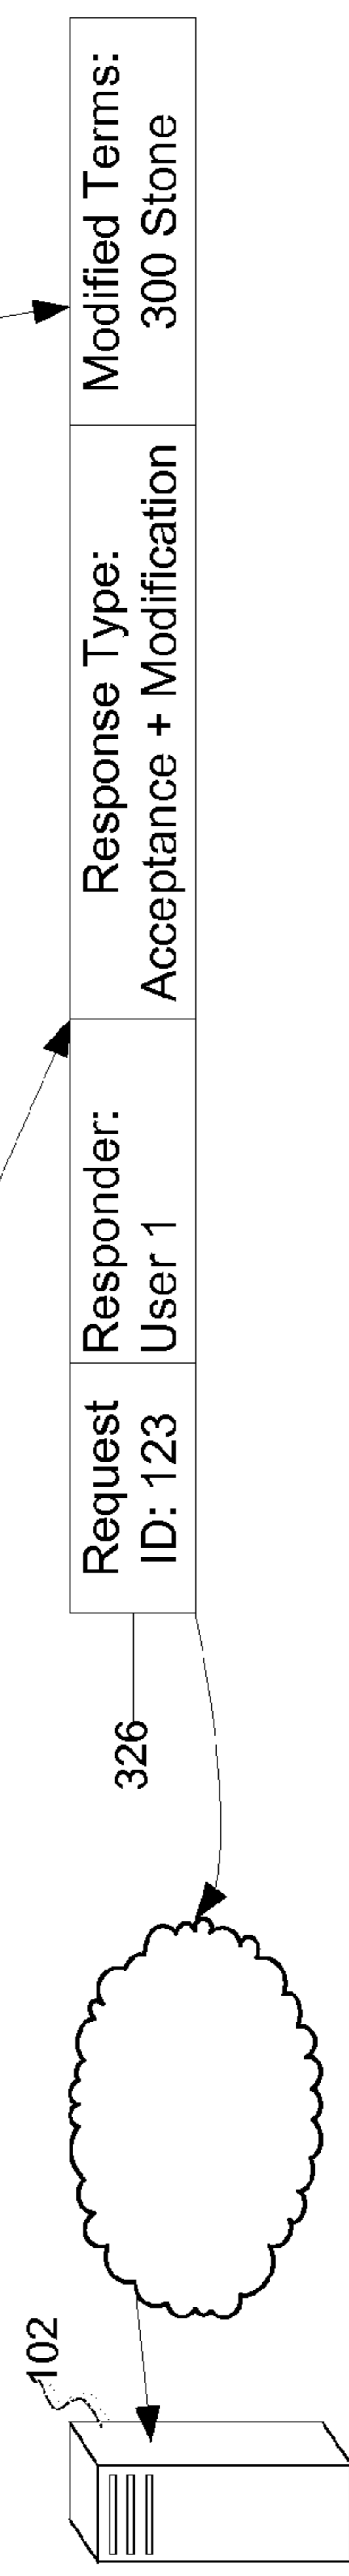 102
326
Request
ID: 123
Responder:
User 1
Response Type:
Acceptance + Modification
Modified Terms:
300 Stone